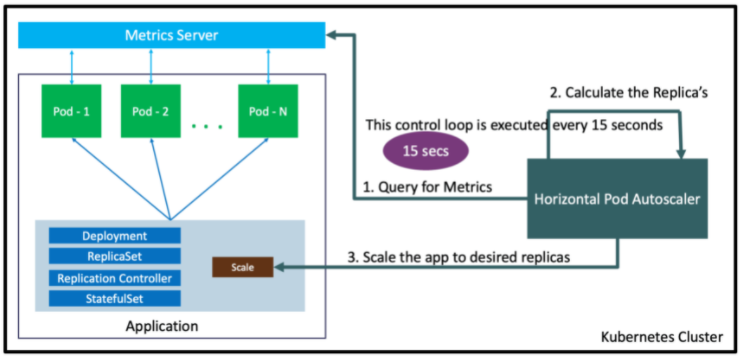 Metrics Server
2. Calculate the Replica's
Pod - 1
Pod - 2
. . .
Pod - N
This control loop is executed every 15 seconds
15 secs
1. Query for Metrics
Horizontal Pod Autoscaler
Deployment
ReplicaSet
Replication Controller
StatefulSet
Scale
3. Scale the app to desired replicas
Application
Kubernetes Cluster